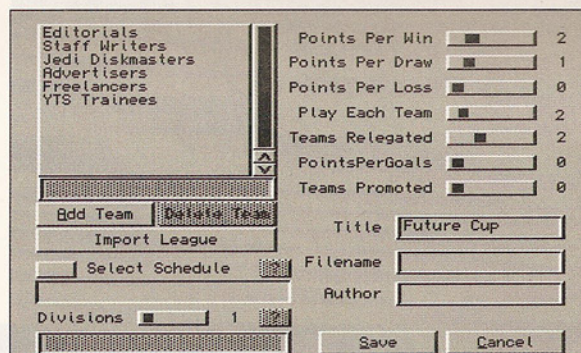 Editorials
Staff Writers
Jedi Diskmasters
Advertisers
Freelancers
YTS Trainees
Add Team
Delete Team
Import League
Select Schedule ?
Divisions 1 ?
Points Per Win 2
Points Per Draw 1
Points Per Loss 0
Play Each Team 2
Teams Relegated 2
PointsPerGoals 0
Teams Promoted 0
Title Future Cup
Filename
Author
Save
Cancel